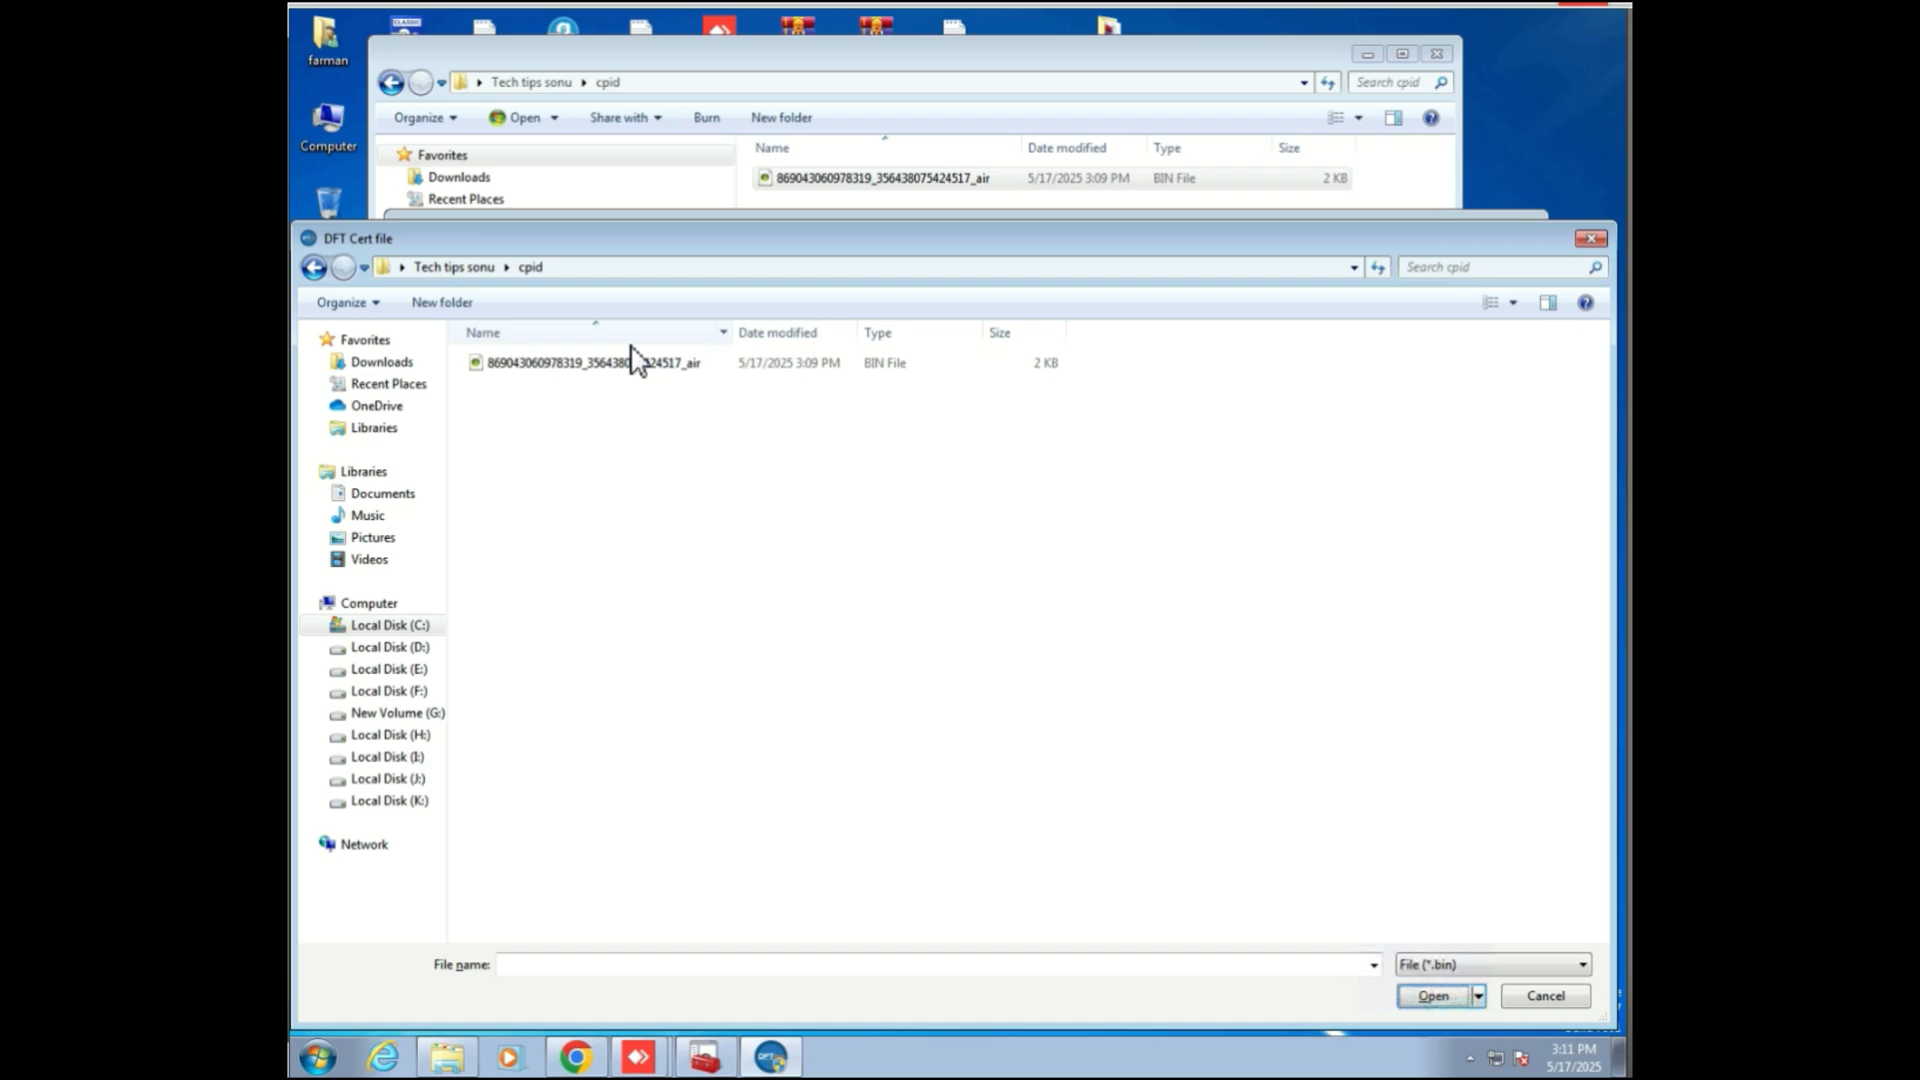 CLASSIC
farman
Computer
Tech tips sonu cpid
Search cpid
Organize Open Share with Burn New folder
Name Date modified Type Size
Favorites
869043060978319_356438075424517_air 5/17/2025 3:09 PM BIN File 2 KB
Downloads
Recent Places
DFT Cert file
Tech tips sonu cpid
Search cpid
Organize New folder
Name Date modified Type Size
869043060978319_3564380 24517_air 5/17/2025 3:09 PM BIN File 2 KB
Favorites
Downloads
Recent Places
OneDrive
Libraries
Libraries
Documents
Music
Pictures
Videos
Computer
Local Disk (C:)
Local Disk (D:)
Local Disk (E:)
Local Disk (F:)
New Volume (G:)
Local Disk (H:)
Local Disk (I:)
Local Disk (J:)
Local Disk (K:)
Network
File name:
File (*.bin)
Open Cancel
DFT
3:11 PM
5/17/2025